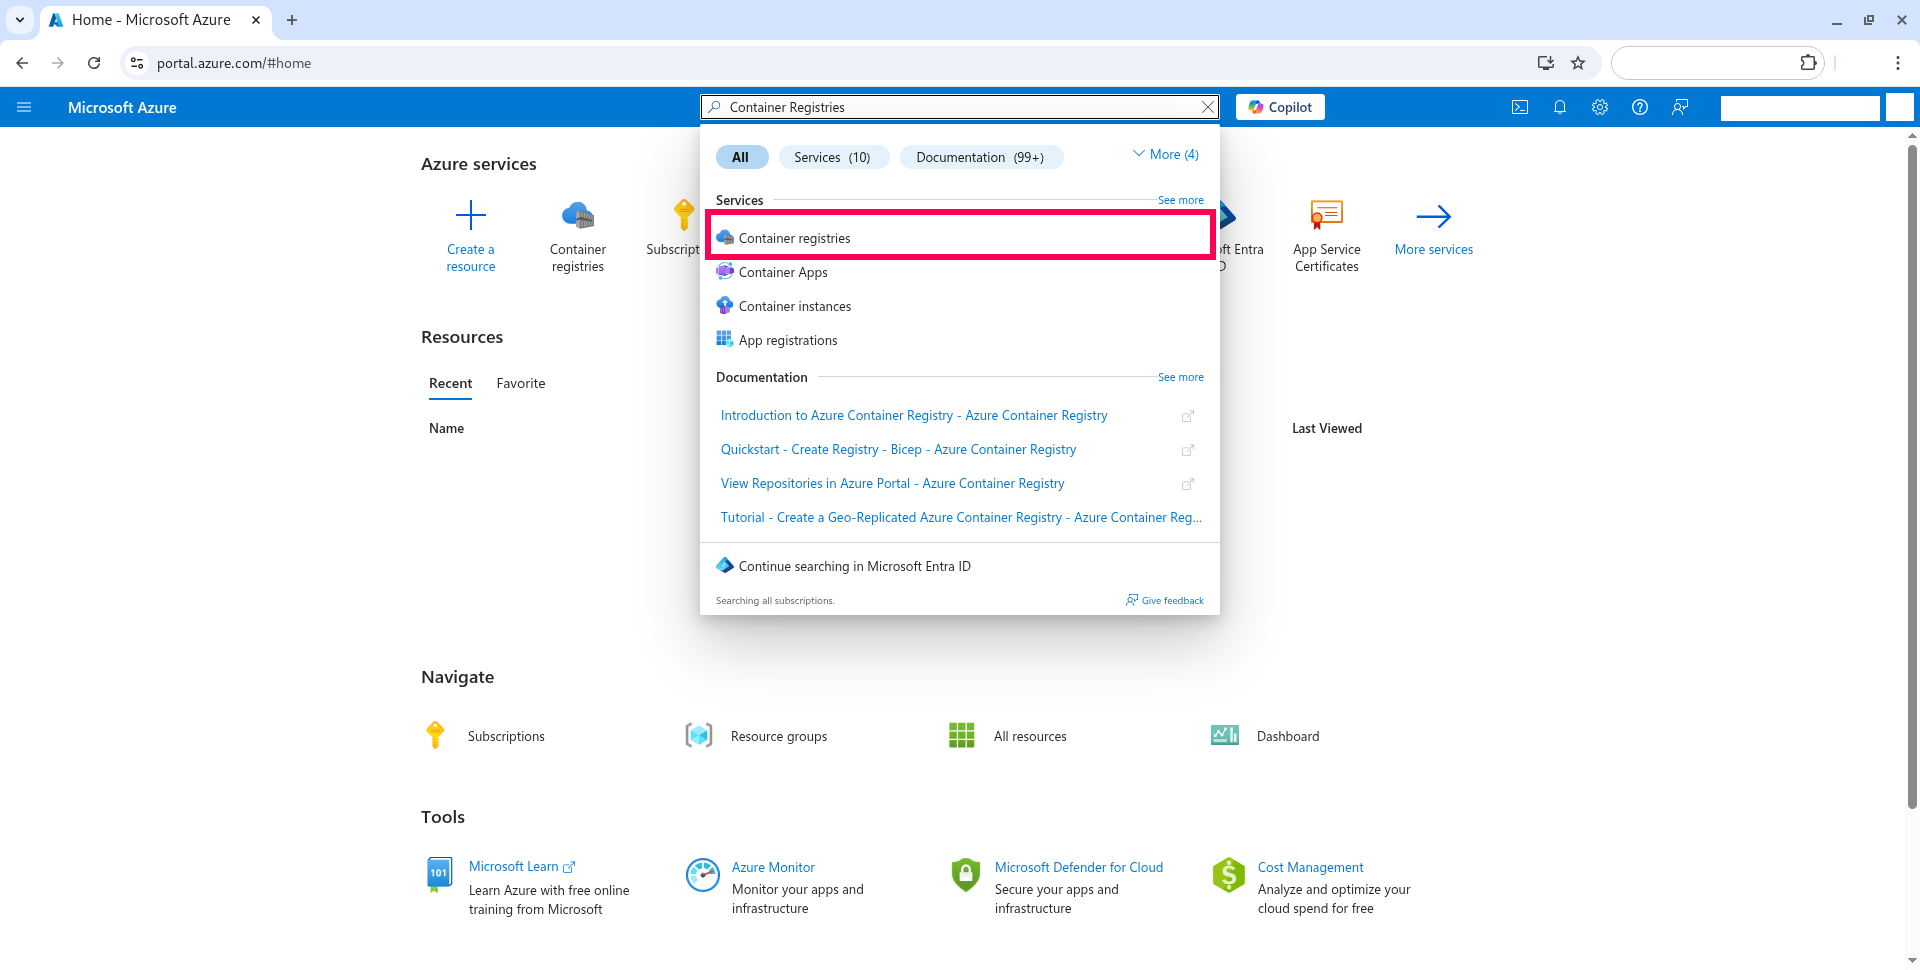 Home - Microsoft Azure
portal.azure.com/#home
Microsoft Azure
Container Registries
Copilot
All
Services (10)
Documentation (99+)
More (4)
Services
See more
Container registries
Container Apps
Container instances
App registrations
Documentation
See more
Introduction to Azure Container Registry - Azure Container Registry
Quickstart - Create Registry - Bicep - Azure Container Registry
View Repositories in Azure Portal - Azure Container Registry
Tutorial - Create a Geo-Replicated Azure Container Registry - Azure Container Reg...
Continue searching in Microsoft Entra ID
Searching all subscriptions.
Give feedback
Azure services
Create a
resource
Container
registries
Subscript
ft Entra
D
App Service
Certificates
More services
Resources
Recent
Favorite
Name
Last Viewed
Navigate
Subscriptions
Resource groups
All resources
Dashboard
Tools
101
Microsoft Learn
Learn Azure with free online
training from Microsoft
Azure Monitor
Monitor your apps and
infrastructure
Microsoft Defender for Cloud
Secure your apps and
infrastructure
Cost Management
Analyze and optimize your
cloud spend for free